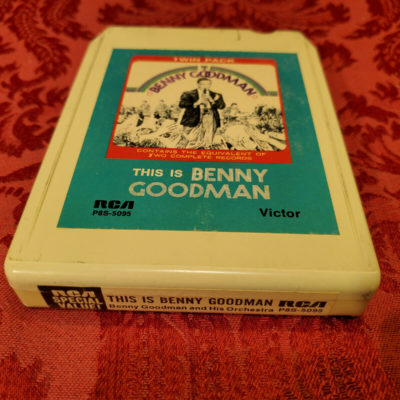 TWIN PACK
BENNY GOODMAN
CONTAINS THE EQUIVALENT OF
TWO COMPLETE RECORDS
THIS IS BENNY
GOODMAN
RCA
P8S-5095
Victor
RCA
SPECIAL
VALUE!
THIS IS BENNY GOODMAN RCA
Benny Goodman and His Orchestra P8S-5095